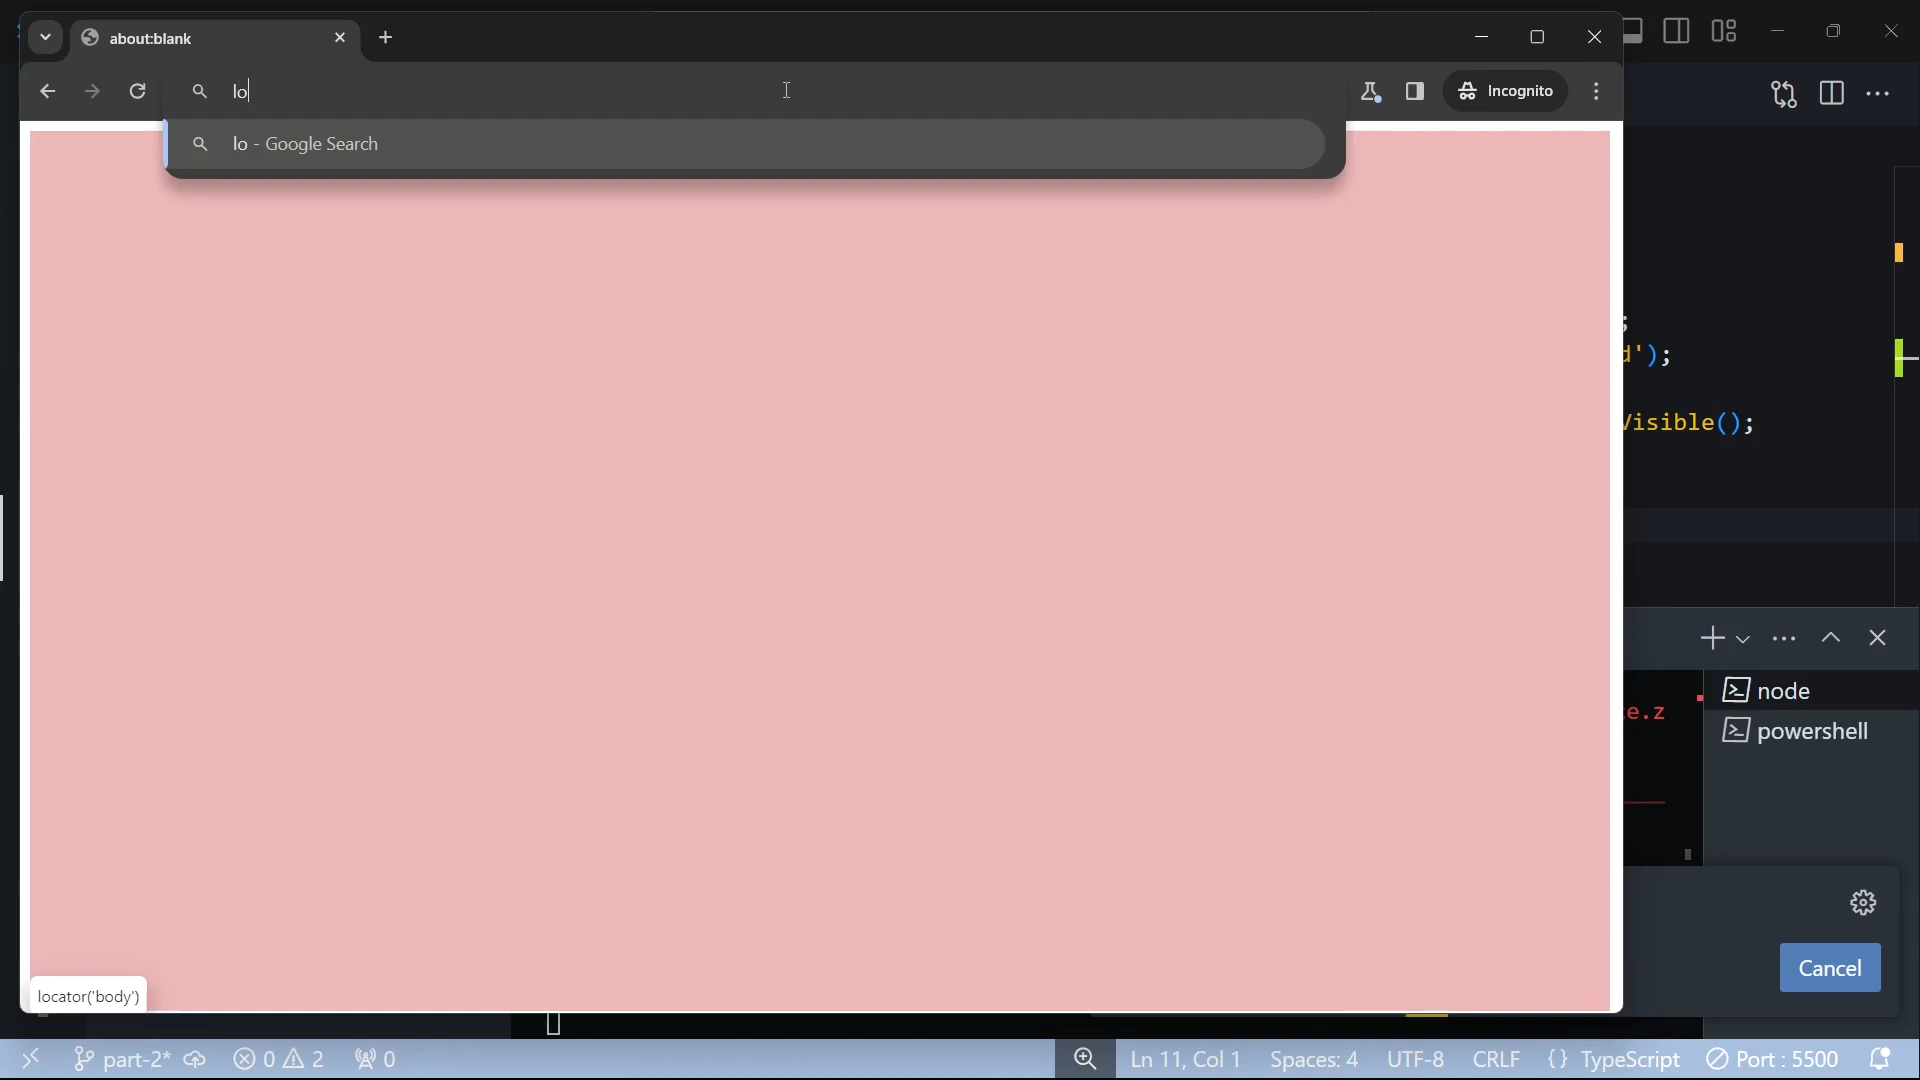 about:blank
lo
Incognito
lo - Google Search
;
d');
Visible();
node
e.z
powershell
Cancel
locator('body')
part-2*
0
2
0
Ln 11, Col 1
Spaces: 4
UTF-8
CRLF
{} TypeScript
Port : 5500